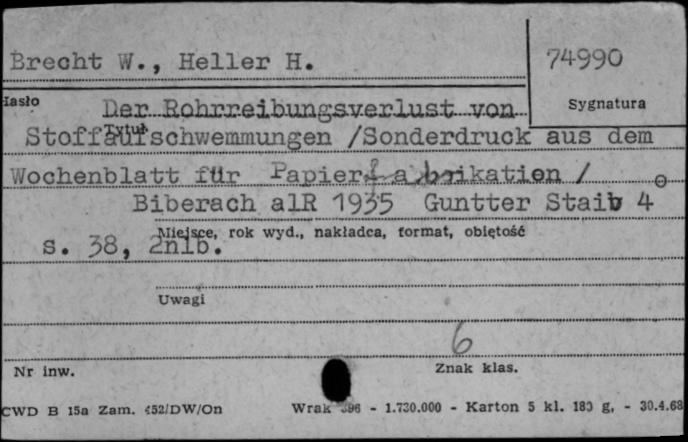 Brecht W., Heller H.
74990
Hasło
Der Rohrreibungsverlust von
Sygnatura
Tytuł
Stoffaufschwemmungen /Sonderdruck aus dem
Wochenblatt für Papierfabrikation /
Biberach alR 1935 Guntter Staib 4°
Miejsce, rok wyd., nakładca, format, objętość
s. 38, 2nlb.
Uwagi
6
Nr inw.
Znak klas.
CWD B 15a Zam. 452/DW/On
Wrak 396 - 1.730.000 - Karton 5 kl. 180 g, - 30.4.68